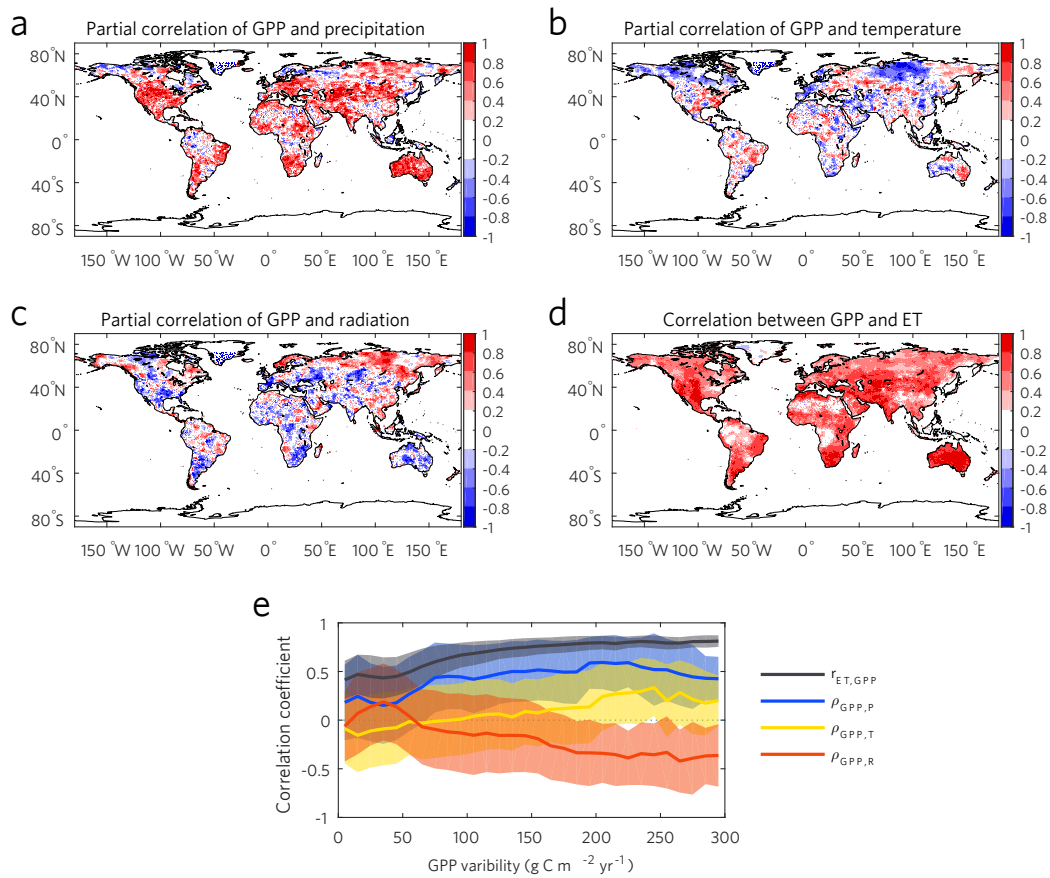 a
Partial correlation of GPP and precipitation
80°N
40°N
0°
40°S
80°S
150°W 100°W 50°W 0° 50°E 100°E 150°E
1
0.8
0.6
0.4
0.2
0
-0.2
-0.4
-0.6
-0.8
-1
b
Partial correlation of GPP and temperature
80°N
40°N
0°
40°S
80°S
150°W 100°W 50°W 0° 50°E 100°E 150°E
1
0.8
0.6
0.4
0.2
0
-0.2
-0.4
-0.6
-0.8
-1
c
Partial correlation of GPP and radiation
80°N
40°N
0°
40°S
80°S
150°W 100°W 50°W 0° 50°E 100°E 150°E
1
0.8
0.6
0.4
0.2
0
-0.2
-0.4
-0.6
-0.8
-1
d
Correlation between GPP and ET
80°N
40°N
0°
40°S
80°S
150°W 100°W 50°W 0° 50°E 100°E 150°E
1
0.8
0.6
0.4
0.2
0
-0.2
-0.4
-0.6
-0.8
-1
e
Correlation coefficient
1
0.5
0
-0.5
-1
0 50 100 150 200 250 300
GPP varibility (g C m⁻² yr⁻¹)
r_ET,GPP
ρ_GPP,P
ρ_GPP,T
ρ_GPP,R